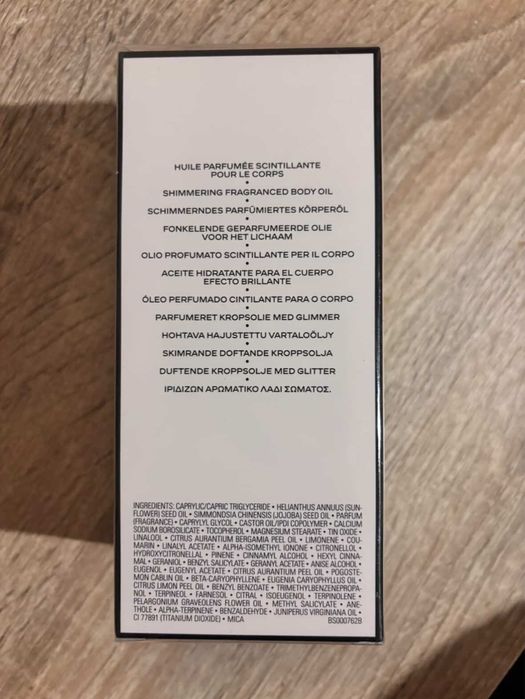 HUILE PARFUMÉE SCINTILLANTE
POUR LE CORPS
•
SHIMMERING FRAGRANCED BODY OIL
•
SCHIMMERNDES PARFÜMIERTES KÖRPERÖL
•
FONKELENDE GEPARFUMEERDE OLIE
VOOR HET LICHAAM
•
OLIO PROFUMATO SCINTILLANTE PER IL CORPO
•
ACEITE HIDRATANTE PARA EL CUERPO
EFECTO BRILLANTE
•
ÓLEO PERFUMADO CINTILANTE PARA O CORPO
•
PARFUMERET KROPSOLIE MED GLIMMER
•
HOHTAVA HAJUSTETTU VARTALOÖLJY
•
SKIMRANDE DOFTANDE KROPPSOLJA
•
DUFTENDE KROPPSOLJE MED GLITTER
•
ΙΡΙΔΙΖΩΝ ΑΡΩΜΑΤΙΚΟ ΛΑΔΙ ΣΩΜΑΤΟΣ.
INGREDIENTS: CAPRYLIC/CAPRIC TRIGLYCERIDE • HELIANTHUS ANNUUS (SUN-
FLOWER) SEED OIL • SIMMONDSIA CHINENSIS (JOJOBA) SEED OIL • PARFUM
(FRAGRANCE) • CAPRYLYL GLYCOL • CASTOR OIL/IPDI COPOLYMER • CALCIUM
SODIUM BOROSILICATE • TOCOPHEROL • MAGNESIUM STEARATE • TIN OXIDE •
LINALOOL • CITRUS AURANTIUM BERGAMIA PEEL OIL • LIMONENE • COU-
MARIN • LINALYL ACETATE • ALPHA-ISOMETHYL IONONE • CITRONELLOL •
HYDROXYCITRONELLAL • PINENE • CINNAMYL ALCOHOL • HEXYL CINNA-
MAL • GERANIOL • BENZYL SALICYLATE • GERANYL ACETATE • ANISE ALCOHOL •
EUGENOL • EUGENYL ACETATE • CITRUS AURANTIUM PEEL OIL • POGOSTE-
MON CABLIN OIL • BETA-CARYOPHYLLENE • EUGENIA CARYOPHYLLUS OIL •
CITRUS LIMON PEEL OIL • BENZYL BENZOATE • TRIMETHYLBENZENEPROPA-
NOL • TERPINEOL • FARNESOL • CITRAL • ISOEUGENOL • TERPINOLENE •
PELARGONIUM GRAVEOLENS FLOWER OIL • METHYL SALICYLATE • ANE-
THOLE • ALPHA-TERPINENE • BENZALDEHYDE • JUNIPERUS VIRGINIANA OIL •
CI 77891 (TITANIUM DIOXIDE) • MICA BS000762B